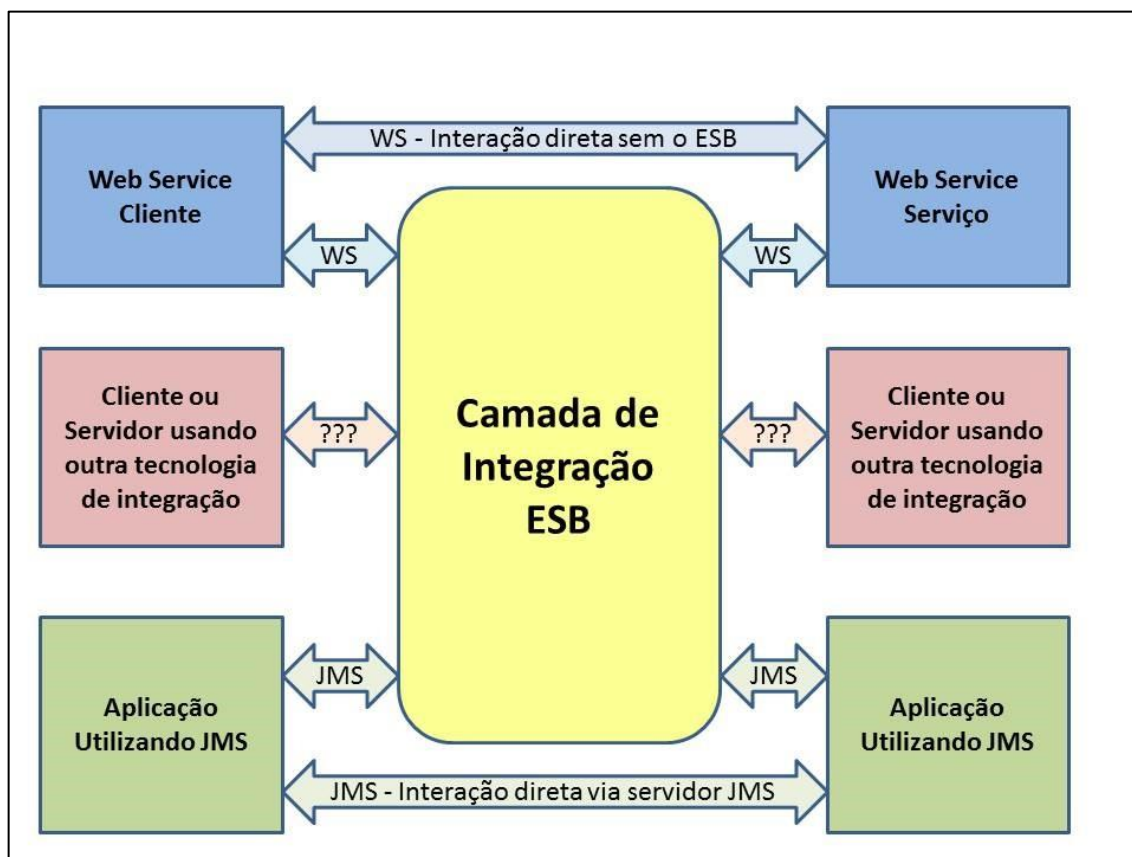 WS - Interação direta sem o ESB
Web Service
Cliente
Web Service
Serviço
WS
WS
Cliente ou
Servidor usando
outra tecnologia
de integração
???
Camada de
Integração
ESB
???
Cliente ou
Servidor usando
outra tecnologia
de integração
JMS
JMS
Aplicação
Utilizando JMS
Aplicação
Utilizando JMS
JMS - Interação direta via servidor JMS